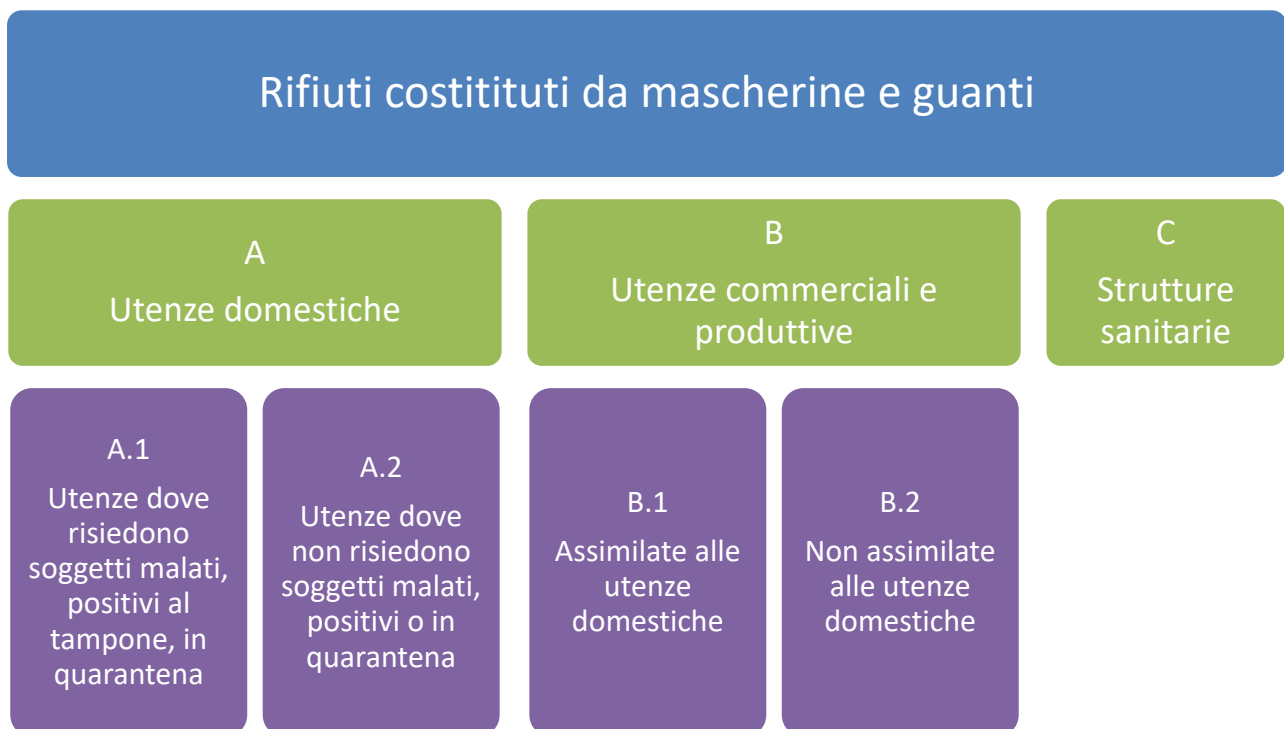 Rifiuti costitituti da mascherine e guanti
A
Utenze domestiche
B
Utenze commerciali e
produttive
C
Strutture
sanitarie
A.1
Utenze dove
risiedono
soggetti malati,
positivi al
tampone, in
quarantena
A.2
Utenze dove
non risiedono
soggetti malati,
positivi o in
quarantena
B.1
Assimilate alle
utenze
domestiche
B.2
Non assimilate
alle utenze
domestiche